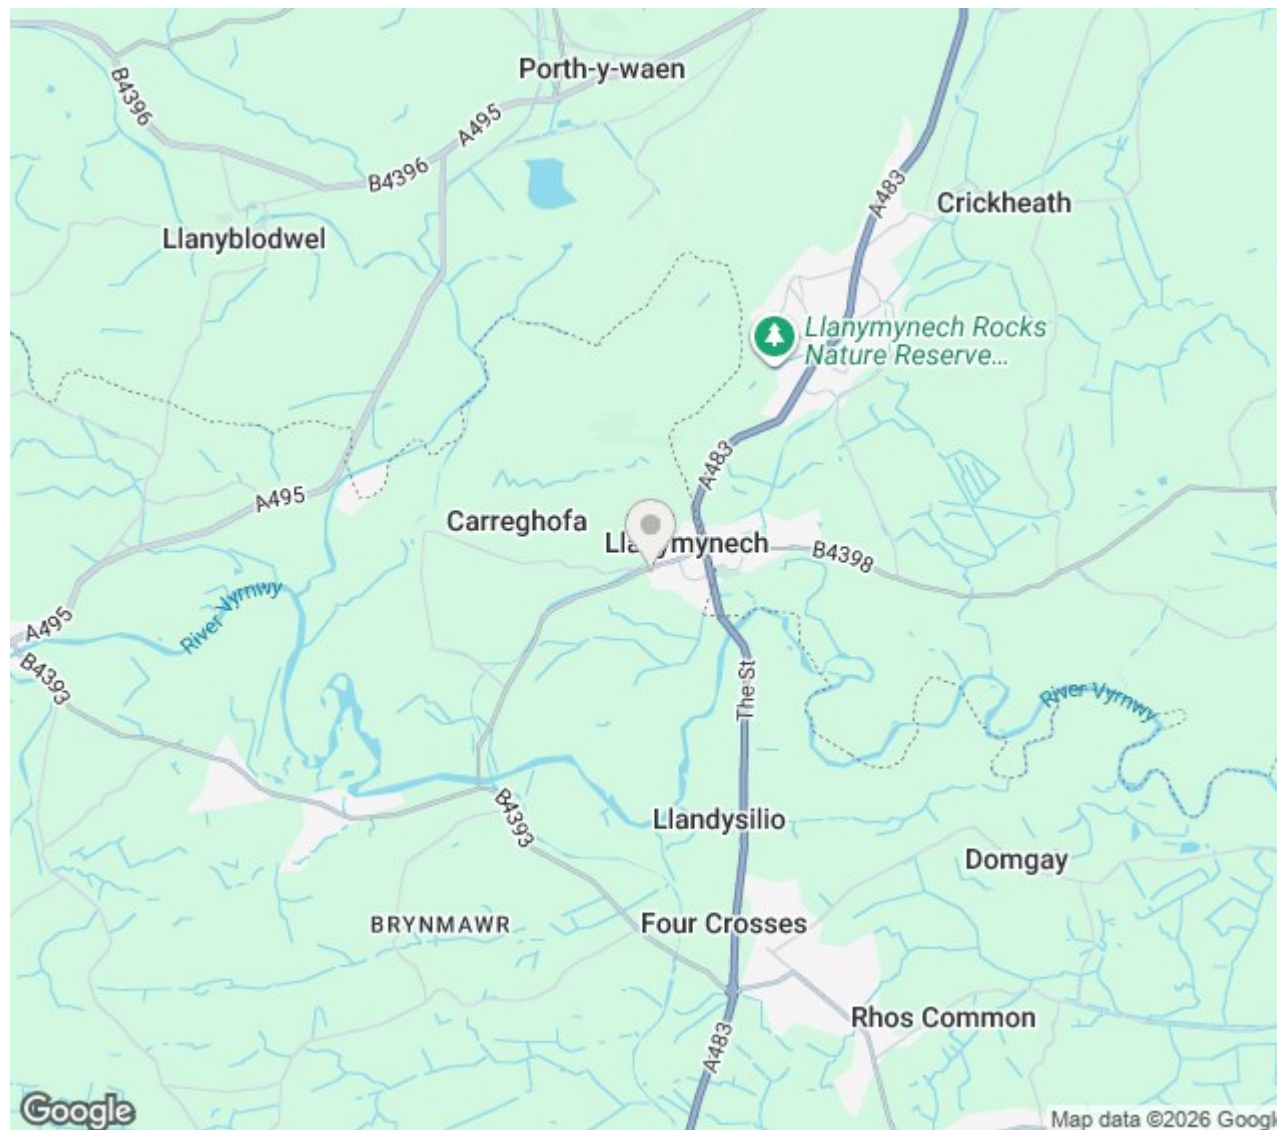 Porth-y-waen
B4396
A495
B4396
A483
Crickheath
Llanyblodwel
Llanymynech Rocks
Nature Reserve...
A483
A495
Carreghofa
Llanymynech
B4398
River Vyrnwy
A495
B4393
The St
River Vyrnwy
B4393
Llandysilio
Domgay
BRYNMAWR
Four Crosses
Rhos Common
A483
Google
Map data ©2026 Google